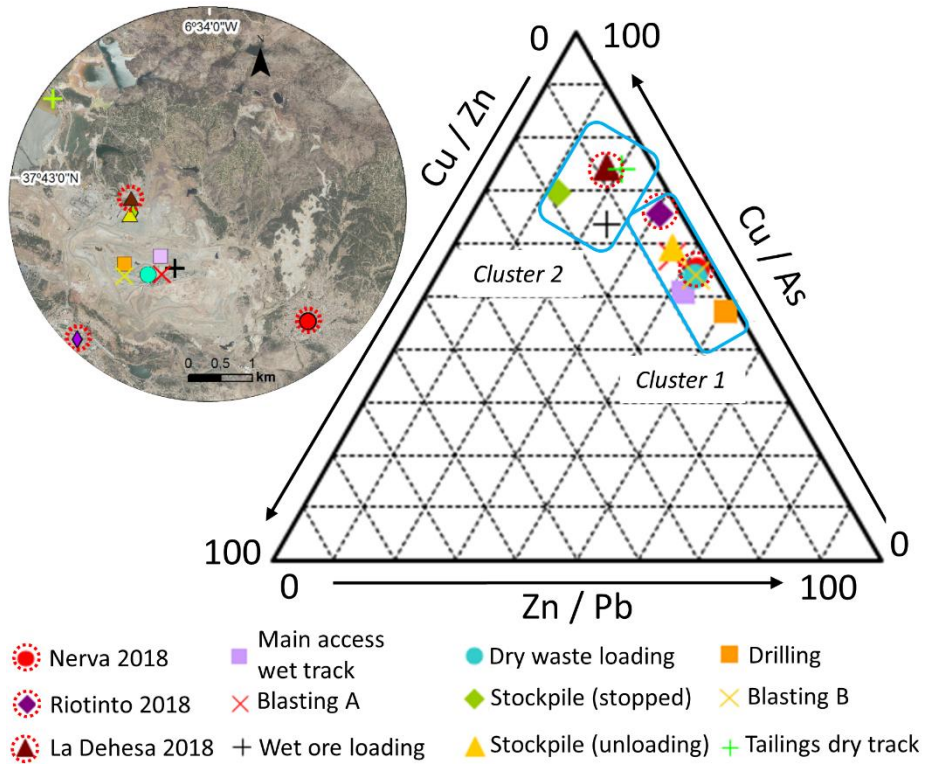 6°34'0"W
37°43'0"N
0 0,5 1
km
0 100
Cu / Zn
Cu / As
Cluster 2
Cluster 1
100 0
0 100
Zn / Pb
Nerva 2018
Main access
wet track
Dry waste loading
Drilling
Riotinto 2018
Blasting A
Stockpile (stopped)
Blasting B
La Dehesa 2018
Wet ore loading
Stockpile (unloading)
Tailings dry track